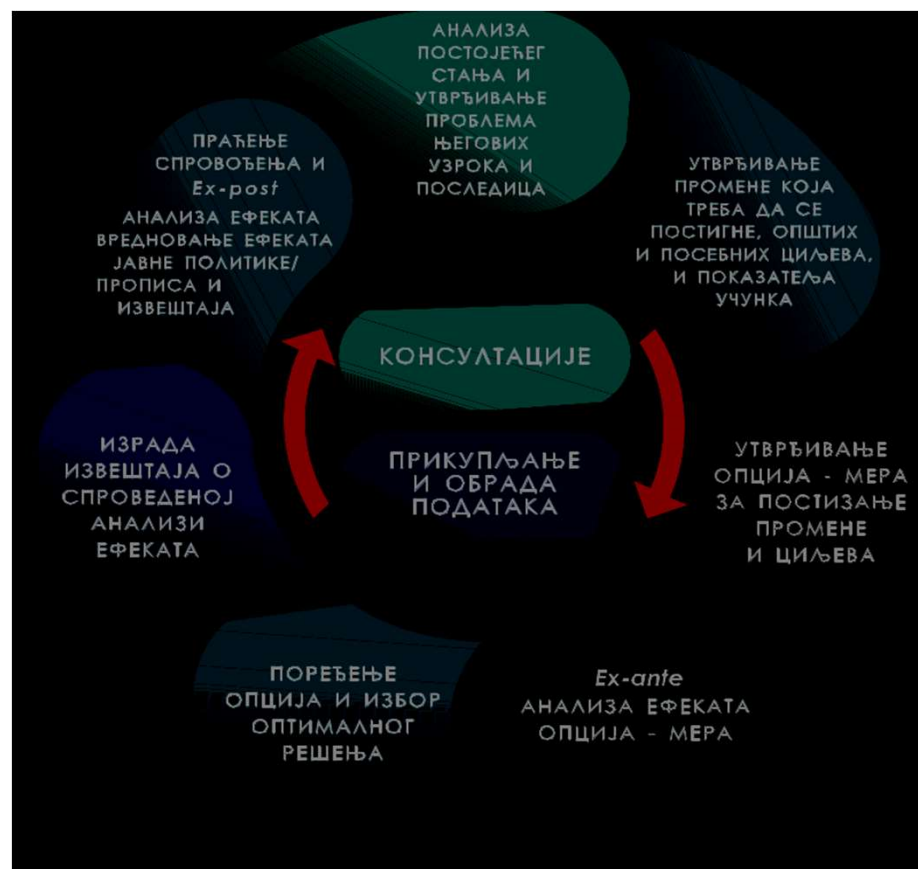 АНАЛИЗА
ПОСТОЈЕЋЕГ
СТАЊА И
УТВРЂИВАЊЕ
ПРОБЛЕМА
ЊЕГОВИХ
УЗРОКА И
ПОСЛЕДИЦА
УТВРЂИВАЊЕ
ПРОМЕНЕ КОЈА
ТРЕБА ДА СЕ
ПОСТИГНЕ, ОПШТИХ
И ПОСЕБНИХ ЦИЉЕВА,
И ПОКАЗАТЕЉА
УЧУНКА
УТВРЂИВАЊЕ
ОПЦИЈА - МЕРА
ЗА ПОСТИЗАЊЕ
ПРОМЕНЕ
И ЦИЉЕВА
Ex-ante
АНАЛИЗА ЕФЕКАТА
ОПЦИЈА - МЕРА
ПОРЕЂЕЊЕ
ОПЦИЈА И ИЗБОР
ОПТИМАЛНОГ
РЕШЕЊА
ИЗРАДА
ИЗВЕШТАЈА О
СПРОВЕДЕНОЈ
АНАЛИЗИ
ЕФЕКАТА
ПРАЋЕЊЕ
СПРОВОЂЕЊА И
Ex-post
АНАЛИЗА ЕФЕКАТА
ВРЕДНОВАЊЕ ЕФЕКАТА
ЈАВНЕ ПОЛИТИКЕ/
ПРОПИСА И
ИЗВЕШТАЈА
КОНСУЛТАЦИЈЕ
ПРИКУПЉАЊЕ
И ОБРАДА
ПОДАТАКА